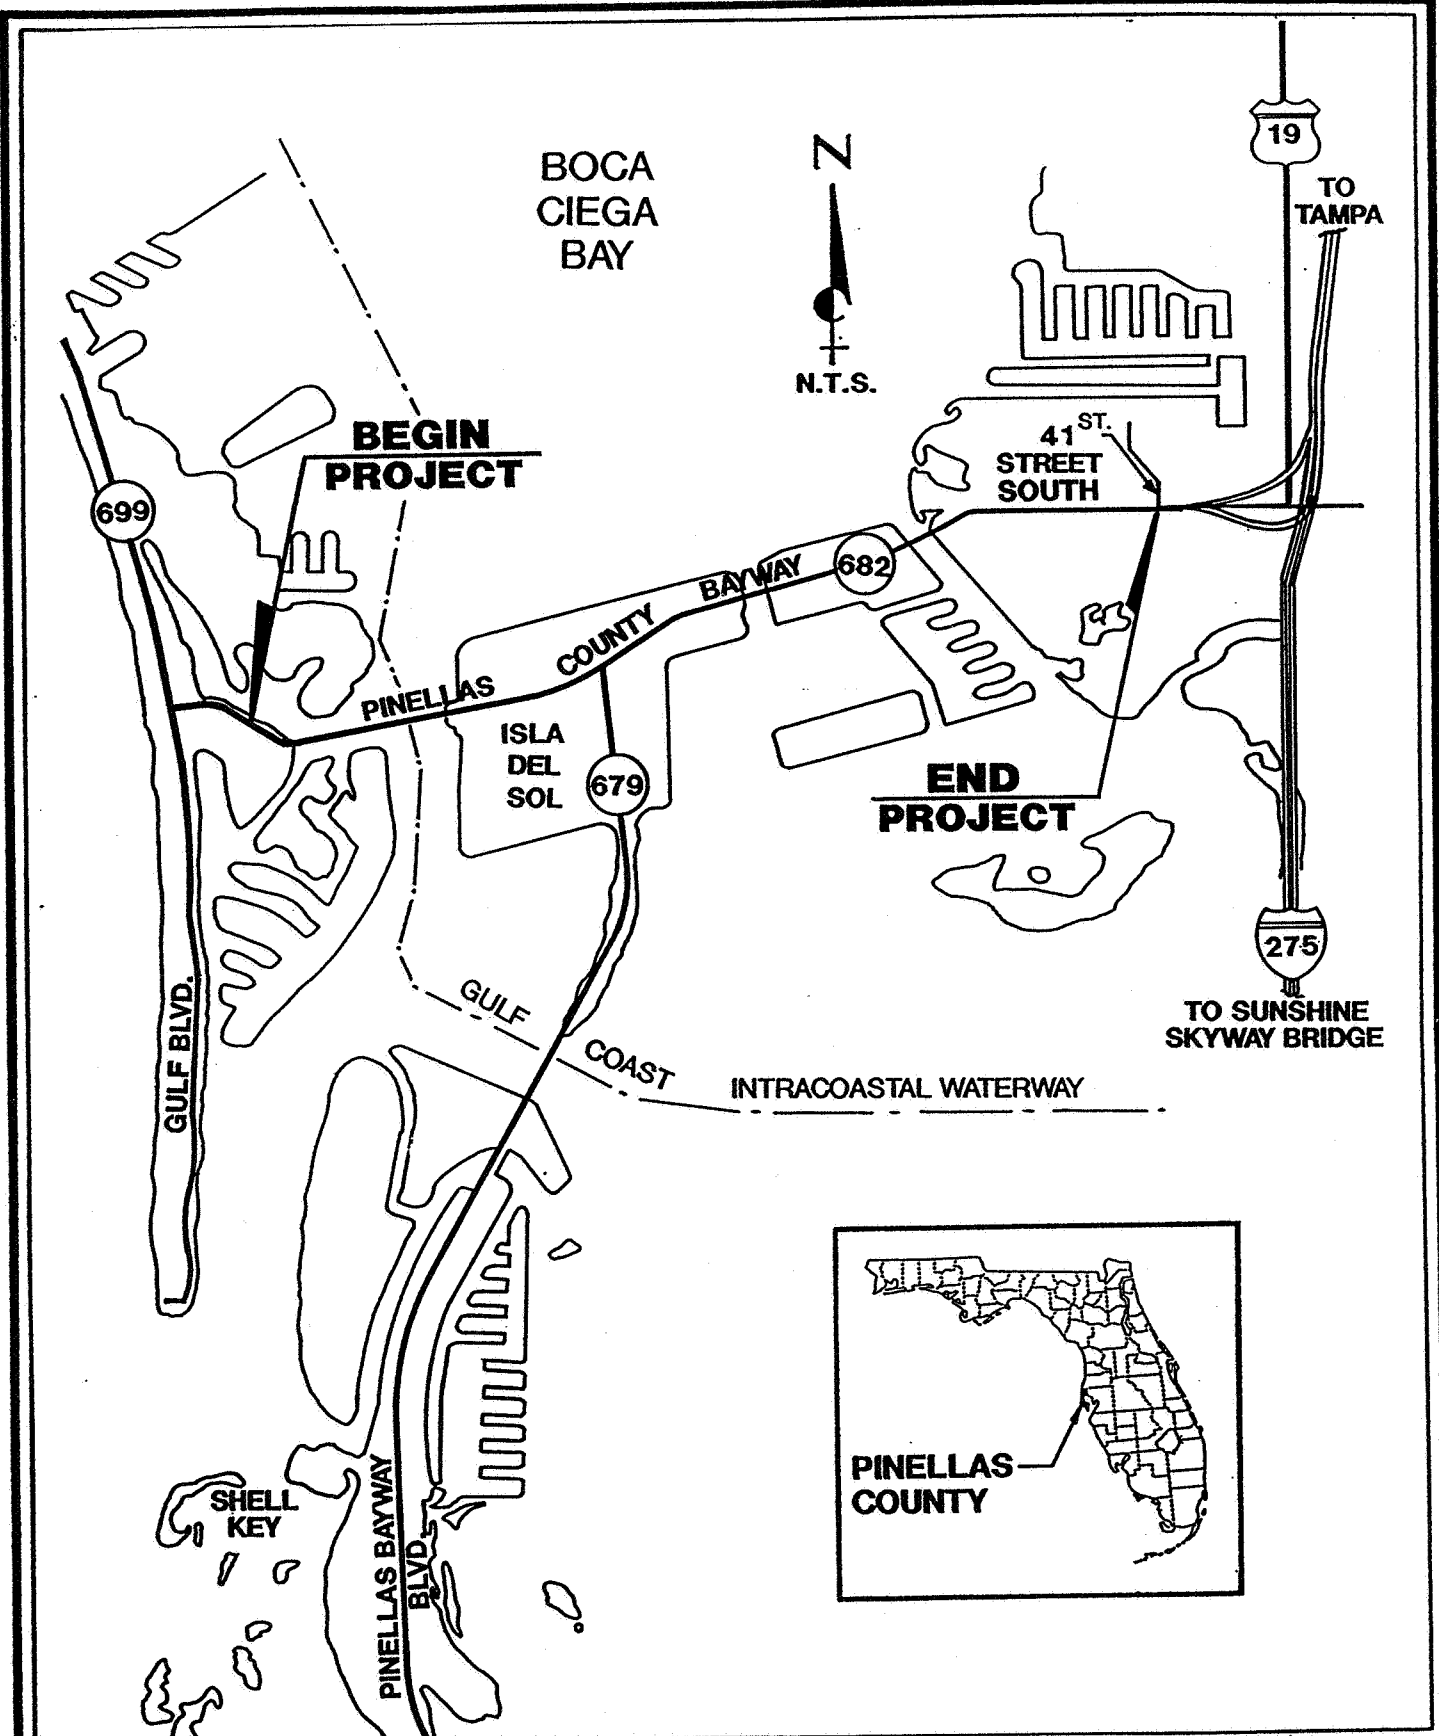 BOCA
CIEGA
BAY
N
N.T.S.
19
TO
TAMPA
BEGIN
PROJECT
699
41 ST.
STREET
SOUTH
682
PINELLAS COUNTY BAYWAY
ISLA
DEL
SOL
679
END
PROJECT
275
TO SUNSHINE
SKYWAY BRIDGE
GULF BLVD.
GULF COAST INTRACOASTAL WATERWAY
SHELL
KEY
PINELLAS BAYWAY
BLVD.
PINELLAS
COUNTY